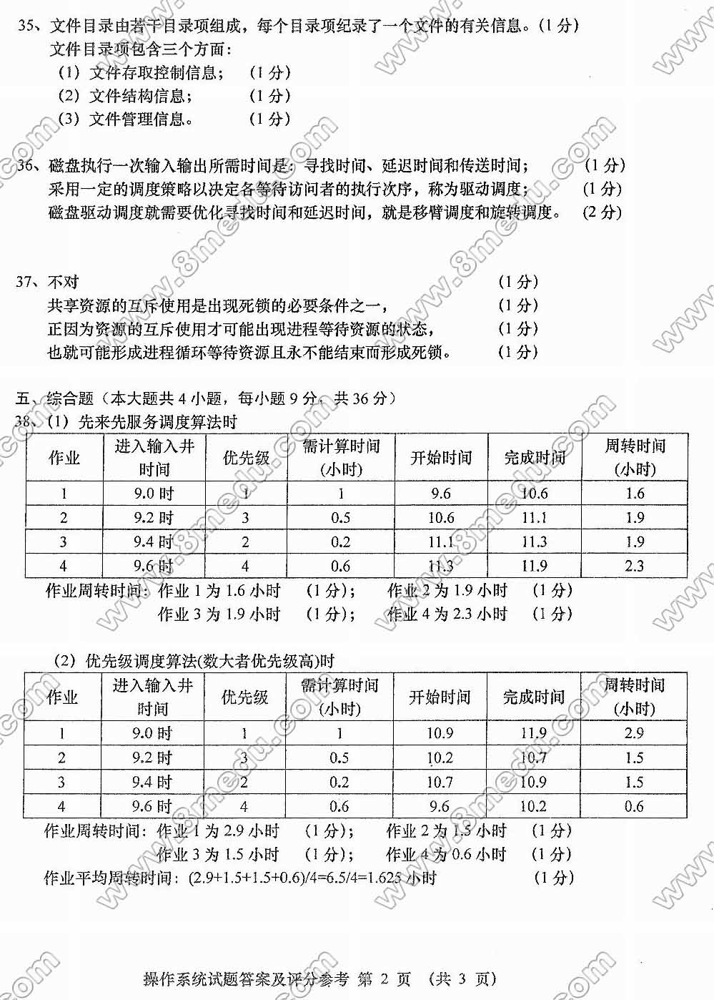 35、文件目录由若干目录项组成，每个目录项纪录了一个文件的有关信息。(1 分)
文件目录项包含三个方面：
（1）文件存取控制信息； （1 分）
（2）文件结构信息； （1 分）
（3）文件管理信息。 （1 分）
36、磁盘执行一次输入输出所需时间是：寻找时间、延迟时间和传送时间； （1 分）
采用一定的调度策略以决定各等待访问者的执行次序，称为驱动调度； （1 分）
磁盘驱动调度就需要优化寻找时间和延迟时间，就是移臂调度和旋转调度。 （2 分）
37、不对 （1 分）
共享资源的互斥使用是出现死锁的必要条件之一， （1 分）
正因为资源的互斥使用才可能出现进程等待资源的状态， （1 分）
也就可能形成进程循环等待资源且永不能结束而形成死锁。 （1 分）
五、综合题（本大题共 4 小题，每小题 9 分，共 36 分）
38、（1）先来先服务调度算法时
作业 进入输入井时间 优先级 需计算时间(小时) 开始时间 完成时间 周转时间(小时)
1 9.0 时 1 1 9.6 10.6 1.6
2 9.2 时 3 0.5 10.6 11.1 1.9
3 9.4 时 2 0.2 11.1 11.3 1.9
4 9.6 时 4 0.6 11.3 11.9 2.3
作业周转时间：作业 1 为 1.6 小时 （1 分）； 作业 2 为 1.9 小时 （1 分）
作业 3 为 1.9 小时 （1 分）； 作业 4 为 2.3 小时 （1 分）
（2）优先级调度算法(数大者优先级高)时
作业 进入输入井时间 优先级 需计算时间(小时) 开始时间 完成时间 周转时间(小时)
1 9.0 时 1 1 10.9 11.9 2.9
2 9.2 时 3 0.5 10.2 10.7 1.5
3 9.4 时 2 0.2 10.7 10.9 1.5
4 9.6 时 4 0.6 9.6 10.2 0.6
作业周转时间：作业 1 为 2.9 小时 （1 分）； 作业 2 为 1.5 小时 （1 分）
作业 3 为 1.5 小时 （1 分）； 作业 4 为 0.6 小时 （1 分）
作业平均周转时间：(2.9+1.5+1.5+0.6)/4=6.5/4=1.625 小时 （1 分）
操作系统试题答案及评分参考 第 2 页 （共 3 页）
www.8medu.com